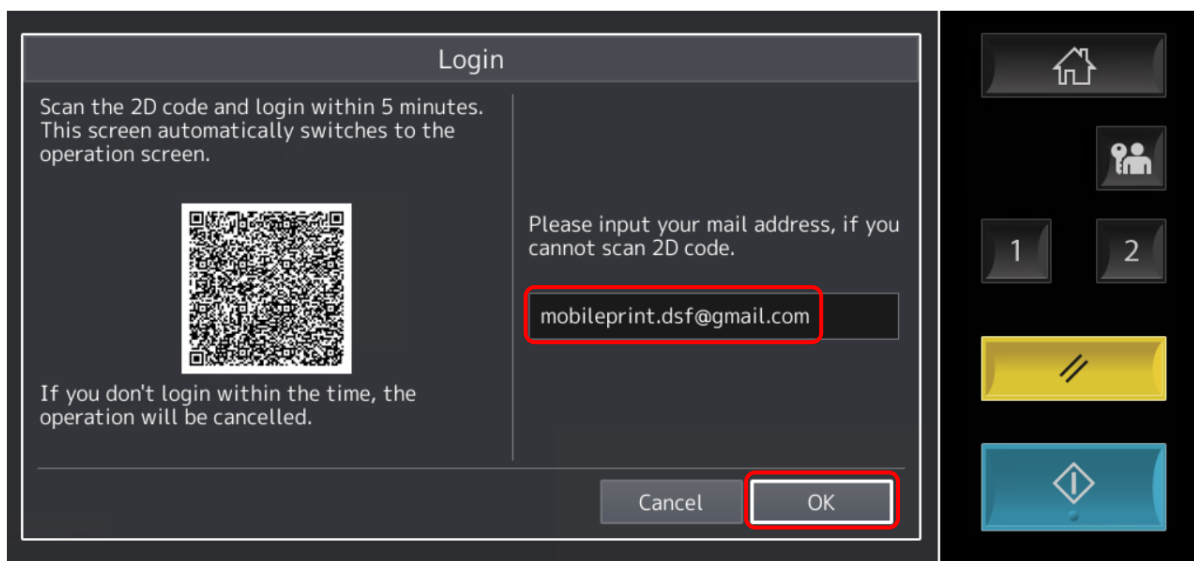 Login
Scan the 2D code and login within 5 minutes.
This screen automatically switches to the
operation screen.
If you don't login within the time, the
operation will be cancelled.
Please input your mail address, if you
cannot scan 2D code.
mobileprint.dsf@gmail.com
Cancel
OK
1
2